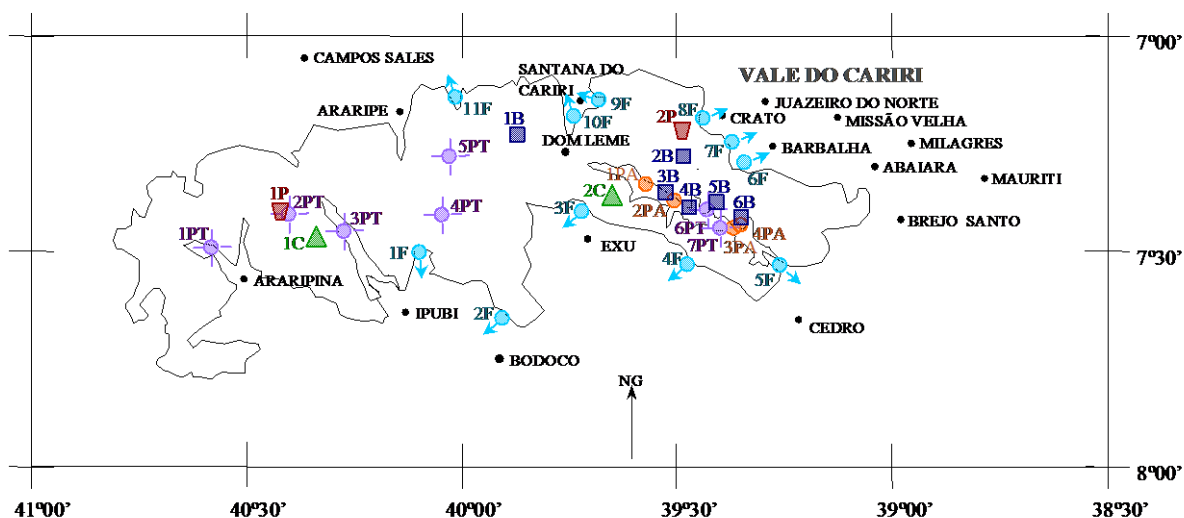 7°00'
CAMPOS SALES
SANTANA DO
CARIRI
VALE DO CARIRI
ARARIPE
11F
10F
9F
8F
JUAZEIRO DO NORTE
1B
2P
CRATO
MISSÃO VELHA
DOM LEME
7F
BARBALHA
MILAGRES
5PT
2B
6F
ABAIARA
1PA
3B
MAURITI
2C
4B
5B
1P
2PT
4PT
3F
2PA
6B
BREJO SANTO
3PT
6PT
4PA
1PT
1C
1F
EXU
7PT
3PA
7°30'
4F
5F
ARARIPINA
IPUBI
2F
CEDRO
BODOCO
NG
8°00'
41°00'
40°30'
40°00'
39°30'
39°00'
38°30'